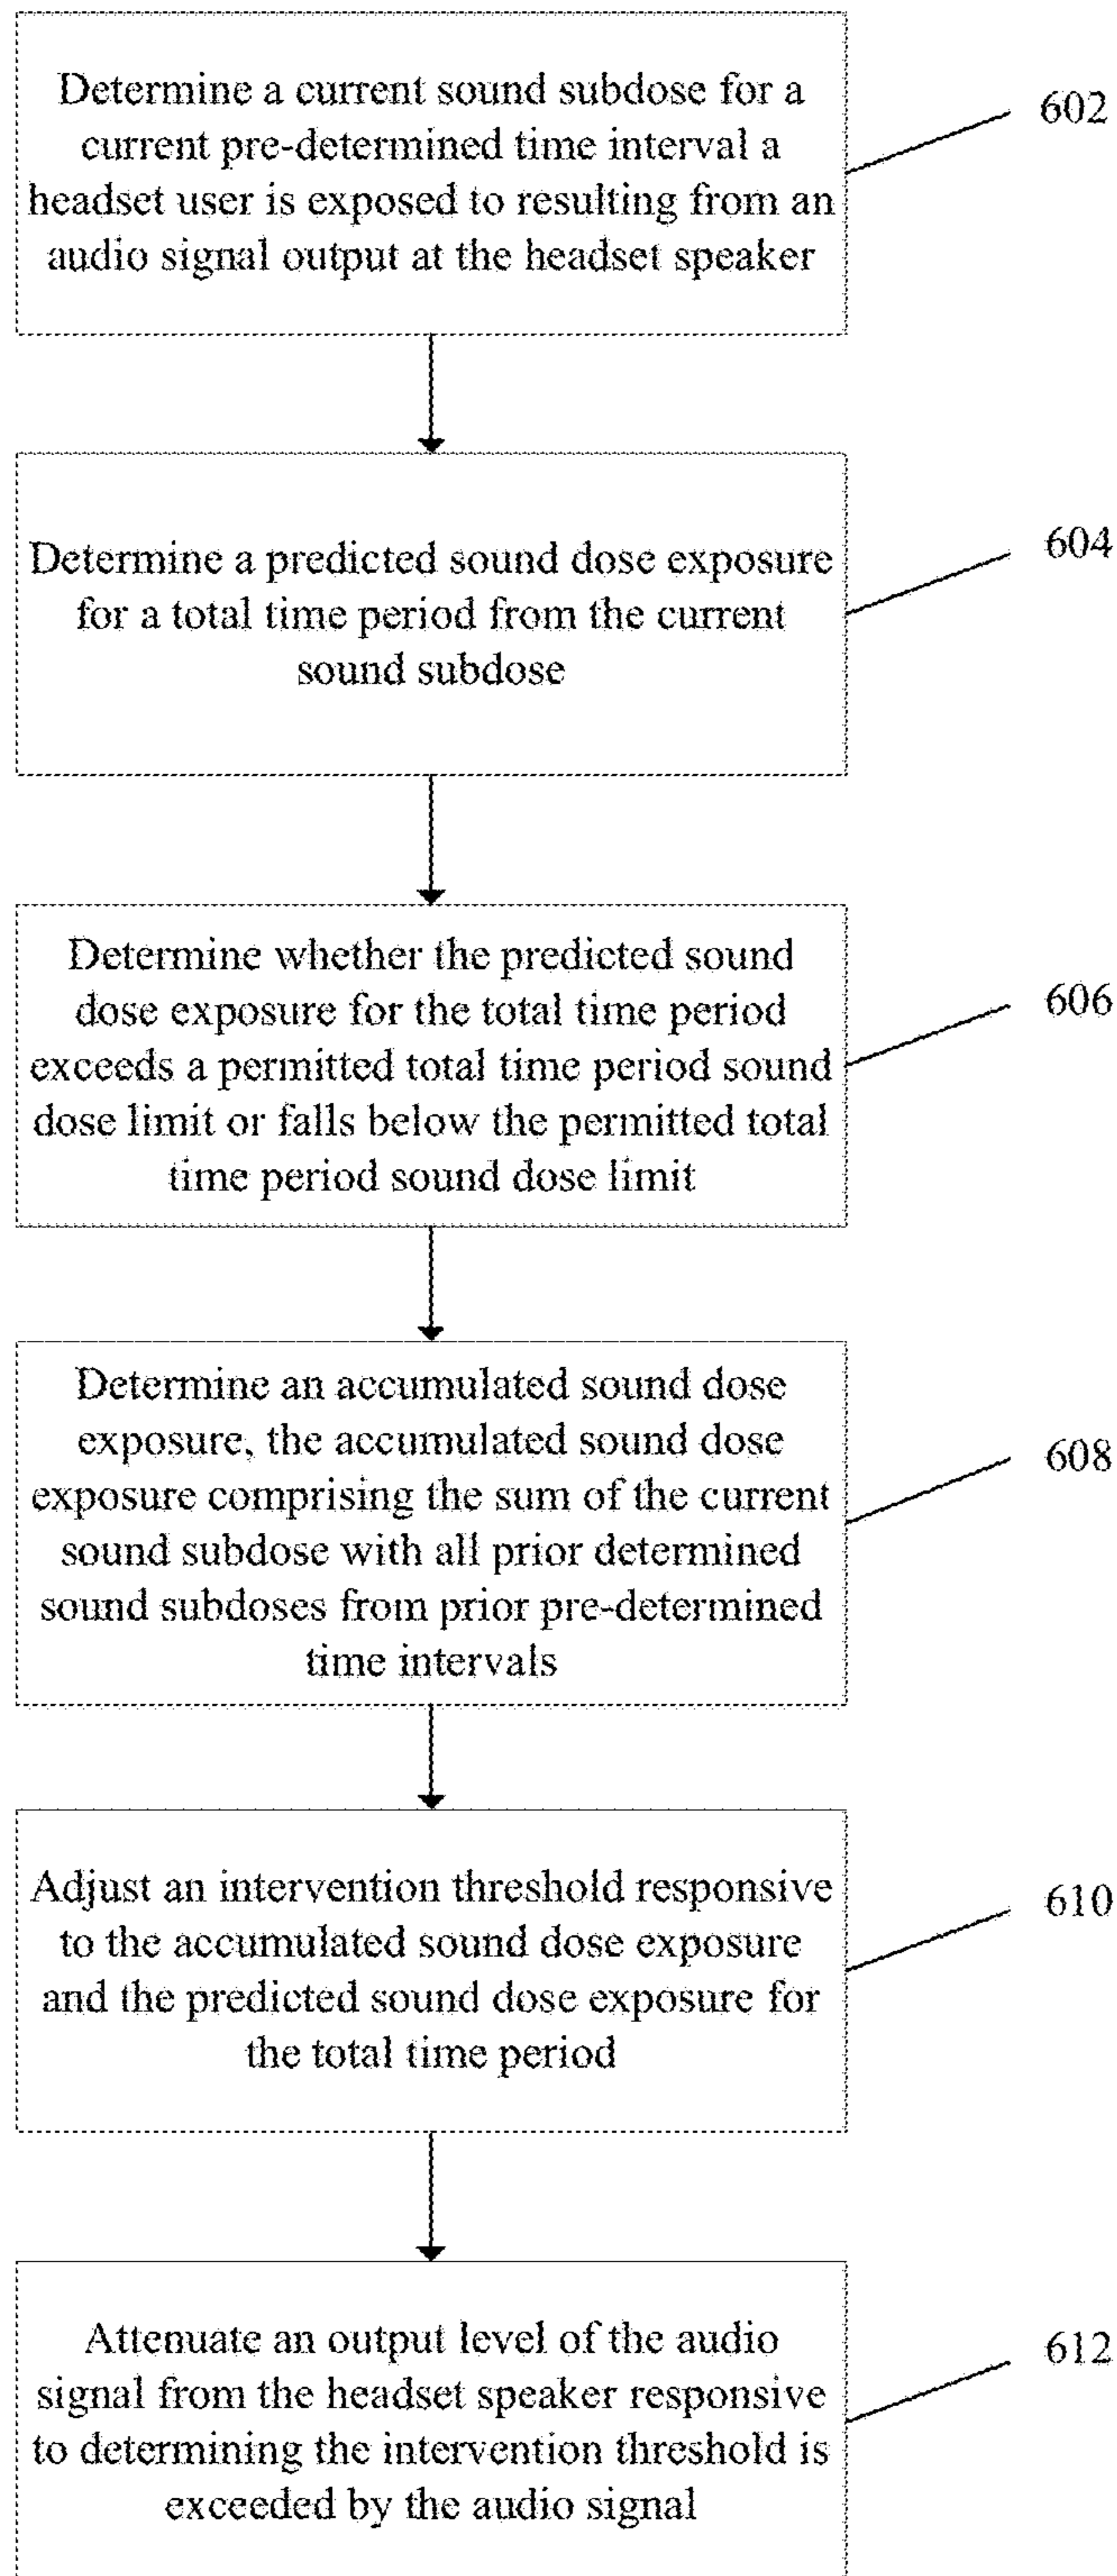 Determine a current sound subdose for a
current pre-determined time interval a
headset user is exposed to resulting from an
audio signal output at the headset speaker
602
Determine a predicted sound dose exposure
for a total time period from the current
sound subdose
604
Determine whether the predicted sound
dose exposure for the total time period
exceeds a permitted total time period sound
dose limit or falls below the permitted total
time period sound dose limit
606
Determine an accumulated sound dose
exposure, the accumulated sound dose
exposure comprising the sum of the current
sound subdose with all prior determined
sound subdoses from prior pre-determined
time intervals
608
Adjust an intervention threshold responsive
to the accumulated sound dose exposure
and the predicted sound dose exposure for
the total time period
610
Attenuate an output level of the audio
signal from the headset speaker responsive
to determining the intervention threshold is
exceeded by the audio signal
612